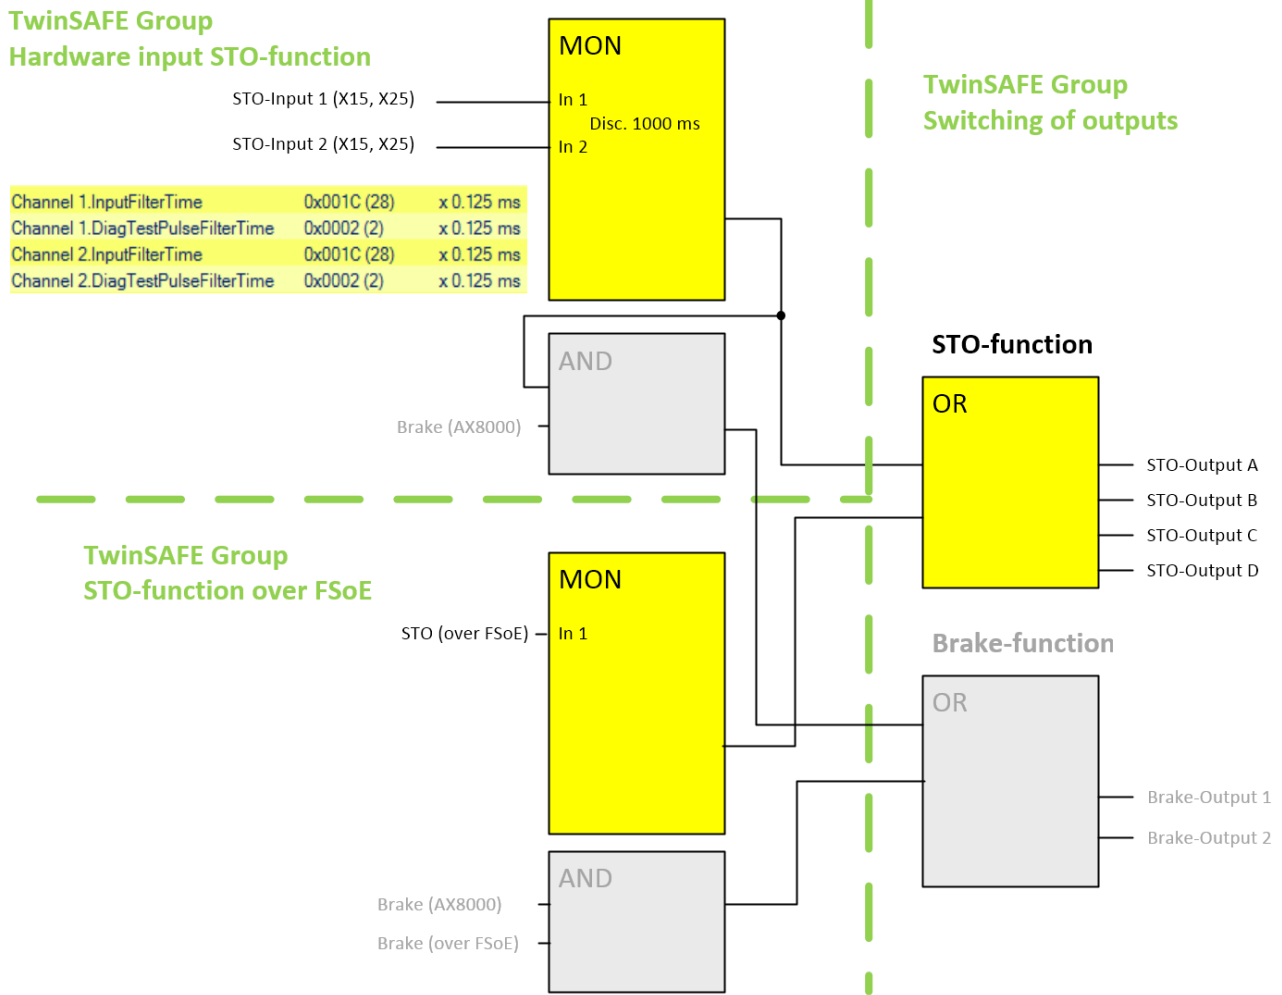 TwinSAFE Group
Hardware input STO-function
MON
STO-Input 1 (X15, X25)
In 1
Disc. 1000 ms
STO-Input 2 (X15, X25)
In 2
TwinSAFE Group
Switching of outputs
Channel 1.InputFilterTime 0x001C (28) x 0.125 ms
Channel 1.DiagTestPulseFilterTime 0x0002 (2) x 0.125 ms
Channel 2.InputFilterTime 0x001C (28) x 0.125 ms
Channel 2.DiagTestPulseFilterTime 0x0002 (2) x 0.125 ms
AND
Brake (AX8000)
STO-function
OR
STO-Output A
STO-Output B
STO-Output C
STO-Output D
TwinSAFE Group
STO-function over FSoE
MON
STO (over FSoE)
In 1
Brake-function
OR
Brake-Output 1
Brake-Output 2
AND
Brake (AX8000)
Brake (over FSoE)